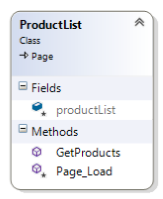 ProductList
Class
Page
Fields
productList
Methods
GetProducts
Page_Load